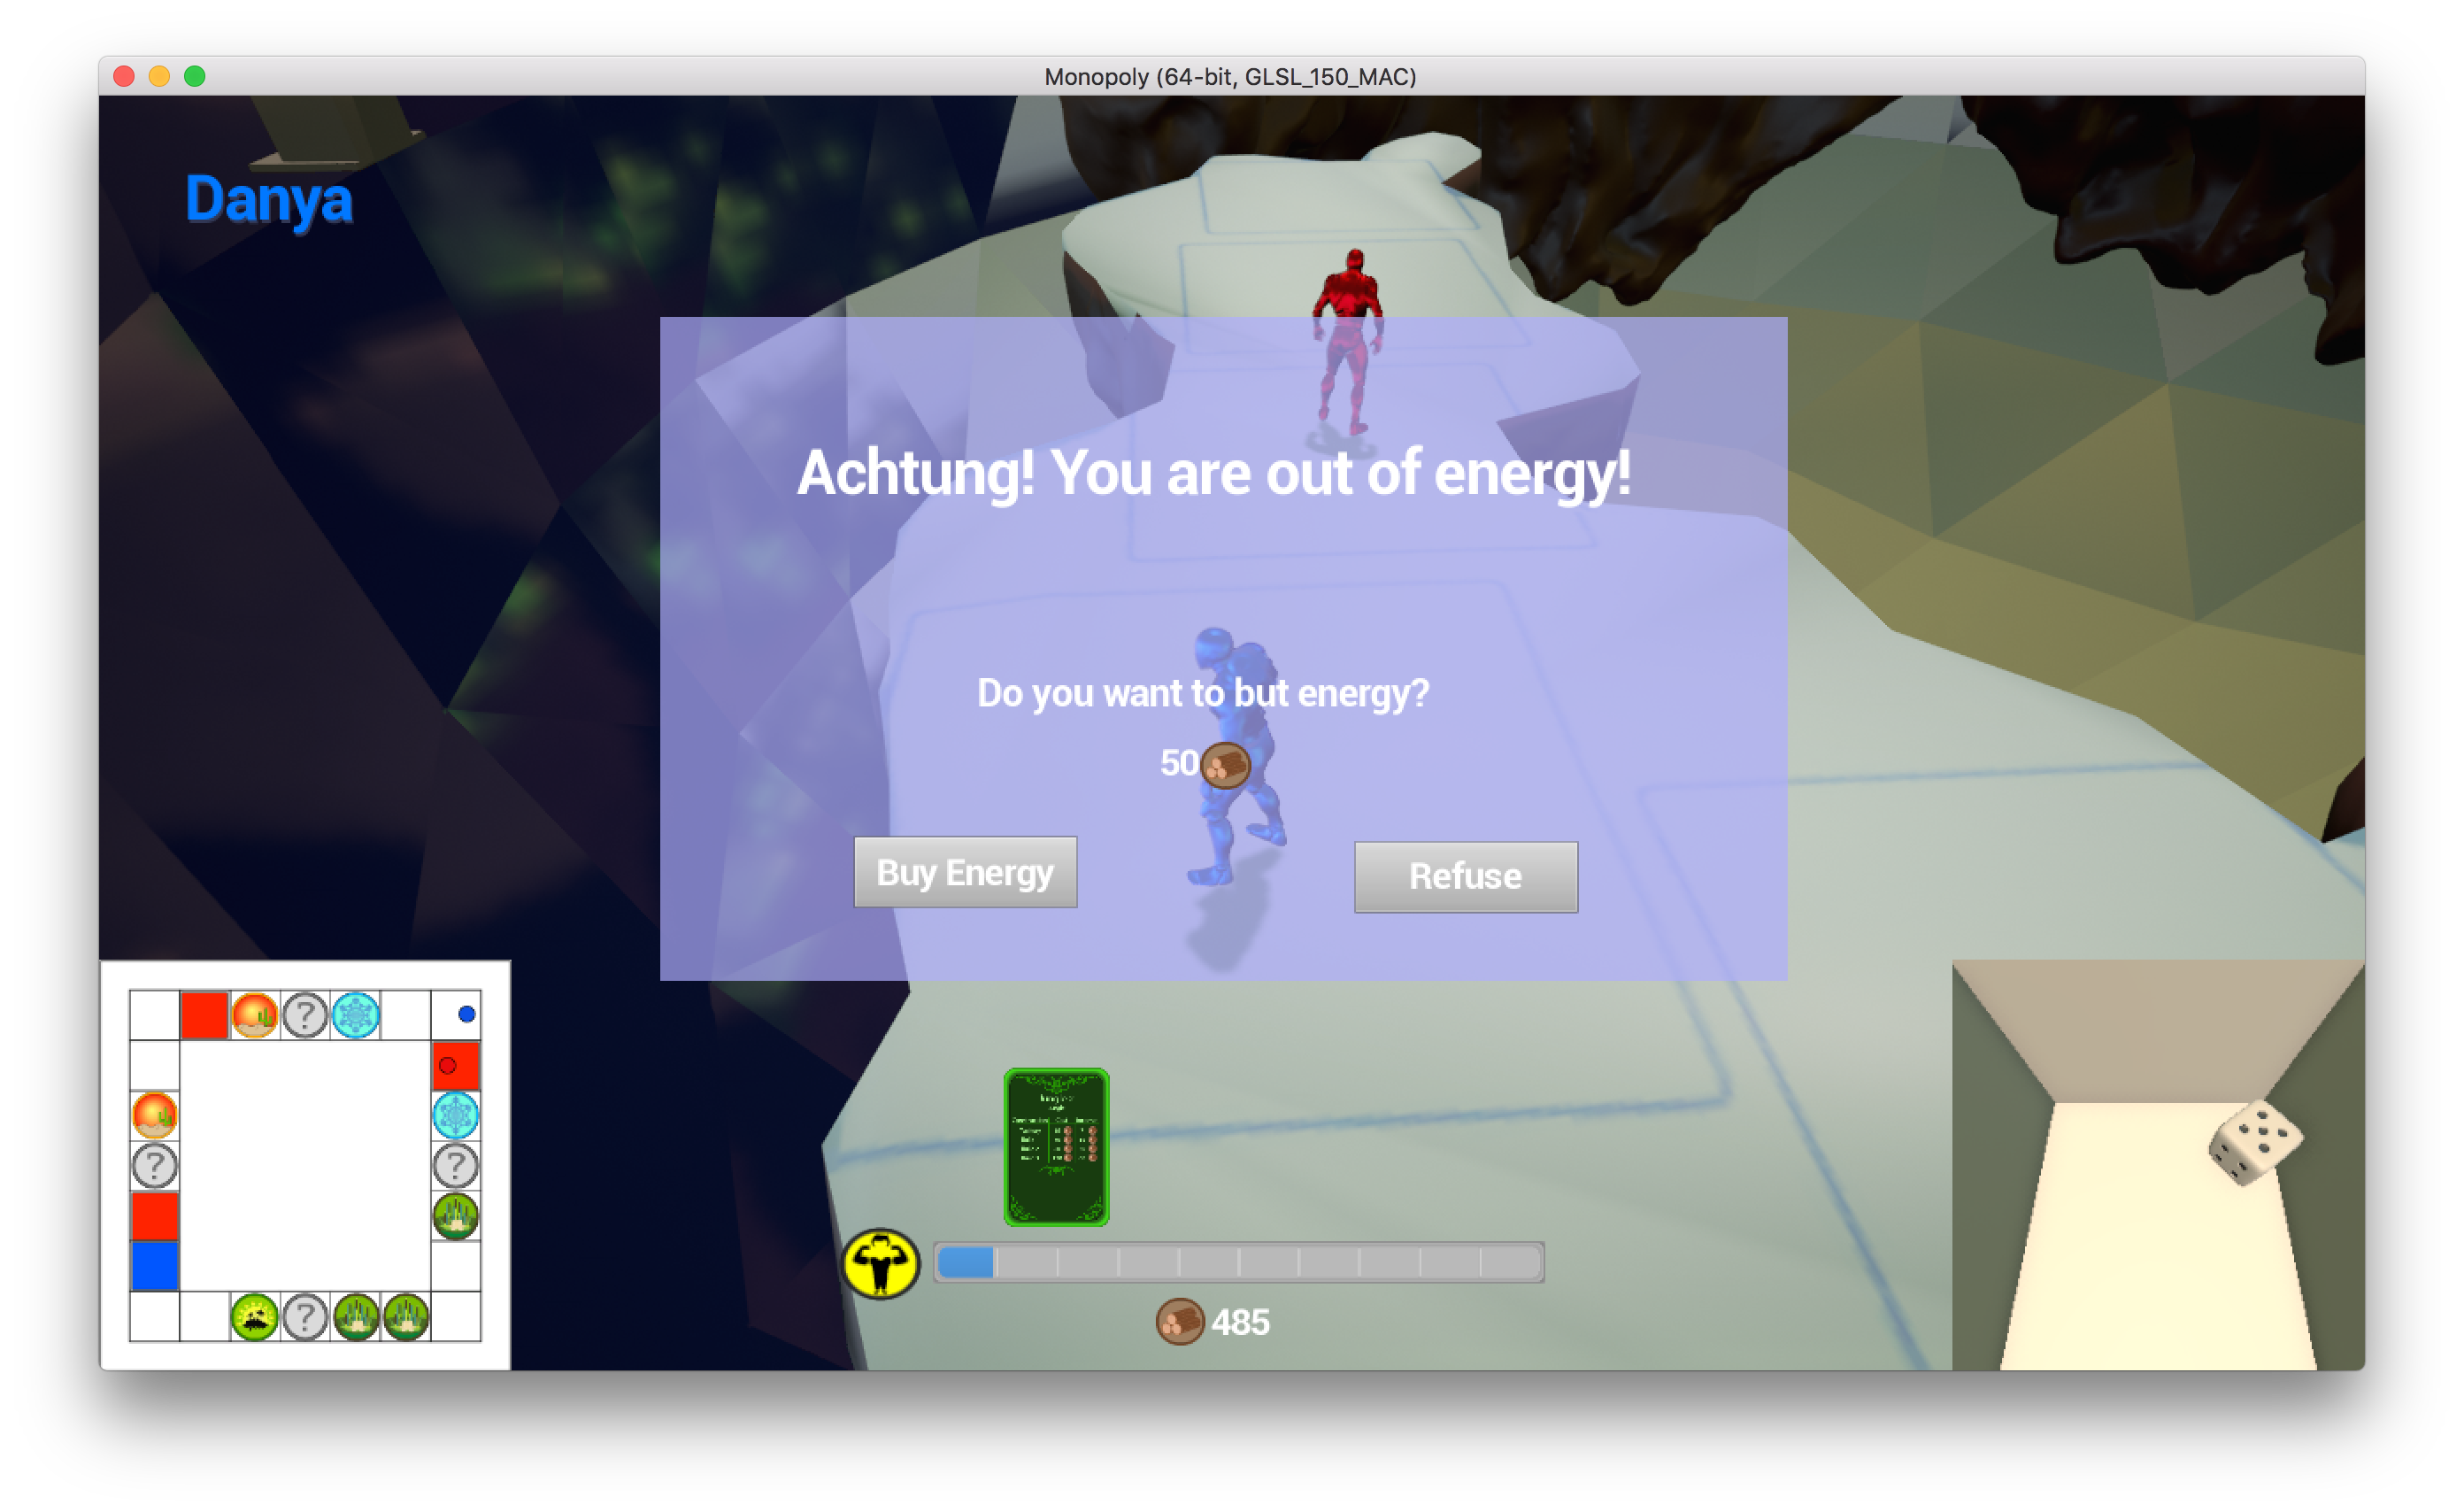 Monopoly (64-bit, GLSL_150_MAC)
Danya
Achtung! You are out of energy!
Do you want to but energy?
50
Buy Energy
Refuse
?
?
?
?
485